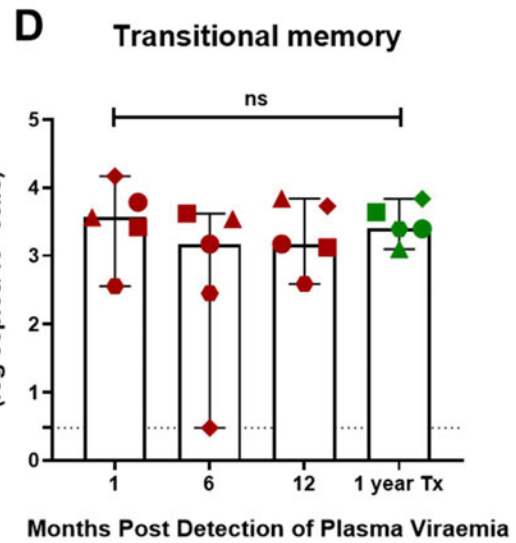 D
Transitional memory
ns
5
4
3
2
1
0
1 6 12 1 year Tx
Months Post Detection of Plasma Viraemia